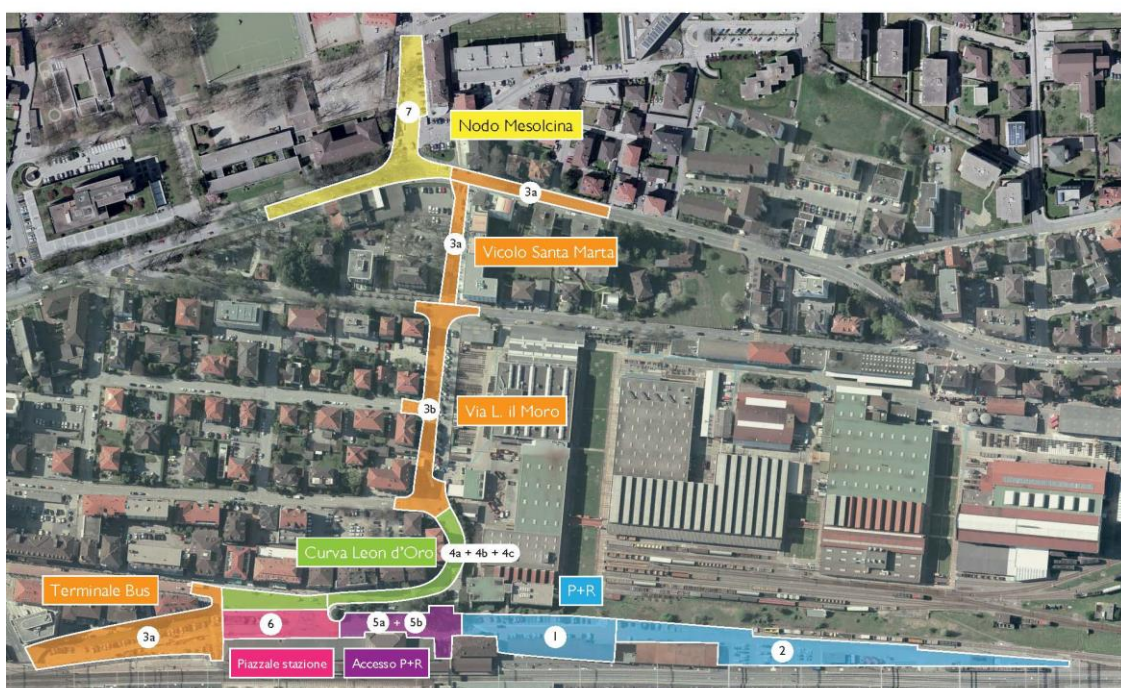 7
Nodo Mesolcina
3a
3a
Vicolo Santa Marta
3b
Via L. il Moro
Curva Leon d'Oro
4a + 4b + 4c
Terminale Bus
P+R
3a
6
5a + 5b
1
2
Piazzale stazione
Accesso P+R